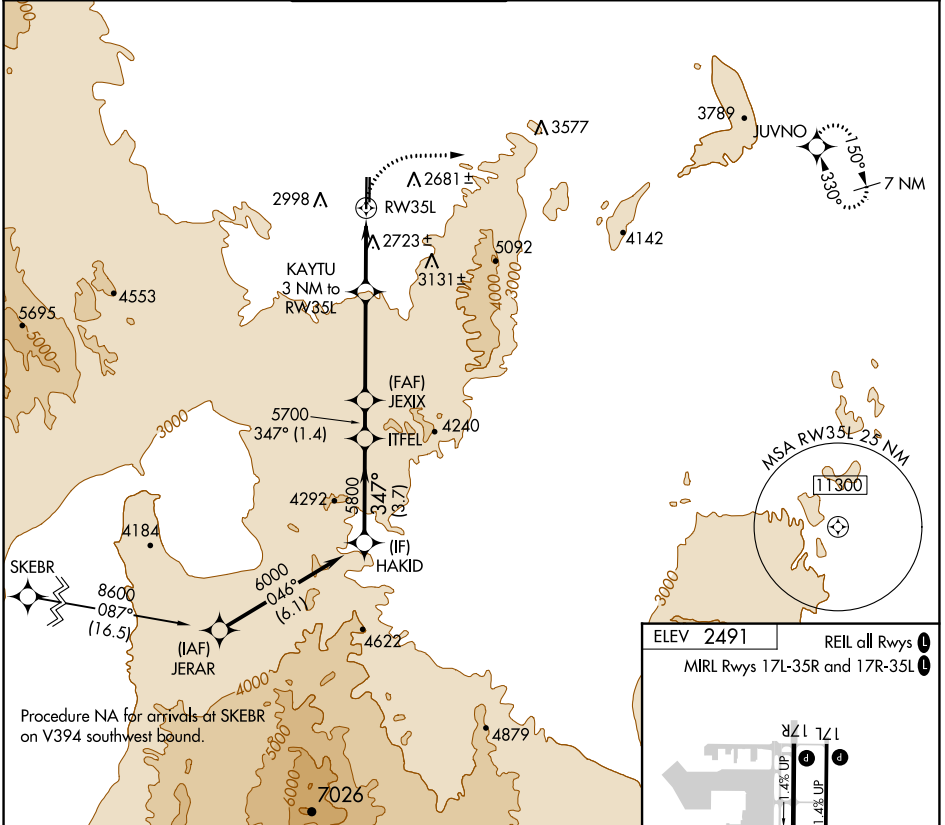 3577
3789
JUVNO
150°
330°
7 NM
2681±
2998
RW35L
2723±
4142
5092
3131±
KAYTU
3 NM to
RW35L
4553
5695
5000
4000
3000
(FAF)
JEXIX
5700
347° (1.4)
ITFEL
4240
3000
MSA RW35L 25 NM
11300
4292
5800
347°
(3.7)
4184
(IF)
HAKID
SKEBR
8600
087°
(16.5)
6000
046°
(6.1)
3000
(IAF)
JERAR
4622
4000
ELEV 2491
REIL all Rwys L
MIRL Rwys 17L-35R and 17R-35L L
Procedure NA for arrivals at SKEBR
on V394 southwest bound.
5000
4879
17R
17L
P
P
1.4% UP
1.4% UP
6000
7026